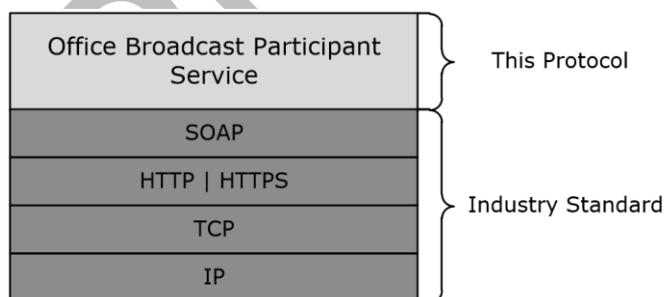 Office Broadcast Participant
Service
This Protocol
SOAP
HTTP | HTTPS
TCP
IP
Industry Standard